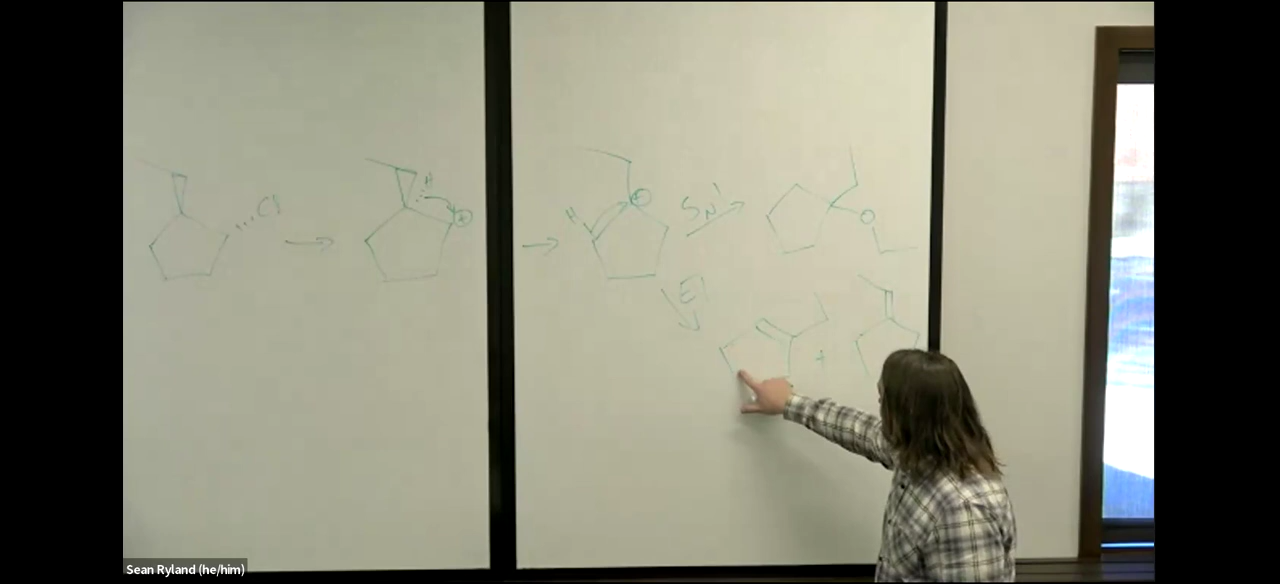 Cl
H
⊕
H
⊕
SN1
O
E1
+
Sean Ryland (he/him)